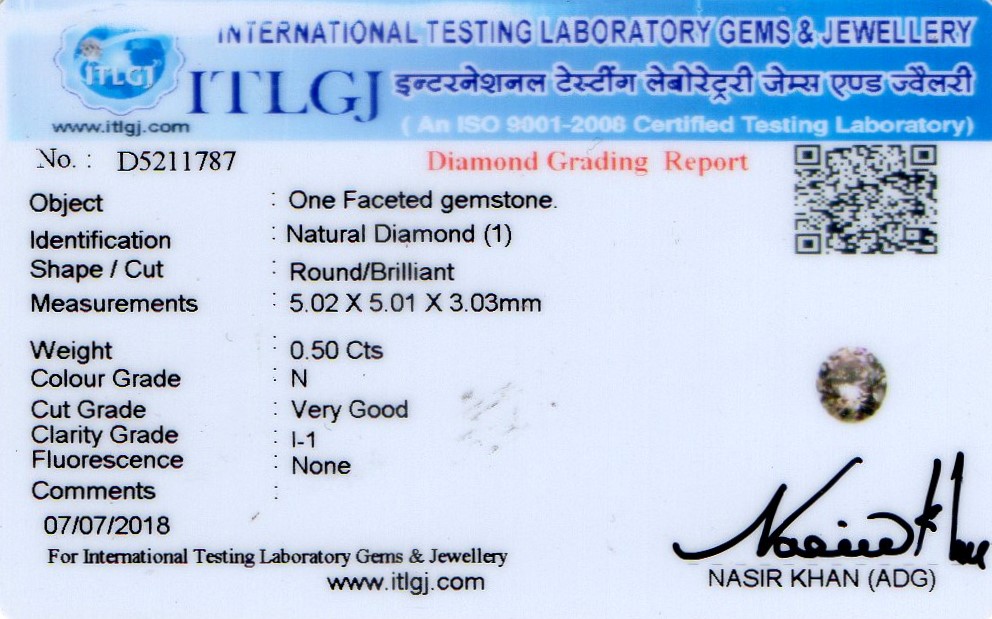 INTERNATIONAL TESTING LABORATORY GEMS & JEWELLERY
ITLGJ
ITLGJ इन्टरनेशनल टेस्टींग लेबोरेट्ररी जेम्स एण्ड ज्वैलरी
www.itlgj.com
( An ISO 9001-2008 Certified Testing Laboratory)
No. : D5211787
Diamond Grading Report
Object : One Faceted gemstone.
Identification : Natural Diamond (1)
Shape / Cut : Round/Brilliant
Measurements : 5.02 X 5.01 X 3.03mm
Weight : 0.50 Cts
Colour Grade : N
Cut Grade : Very Good
Clarity Grade : I-1
Fluorescence : None
Comments :
07/07/2018
For International Testing Laboratory Gems & Jewellery
www.itlgj.com
NASIR KHAN (ADG)